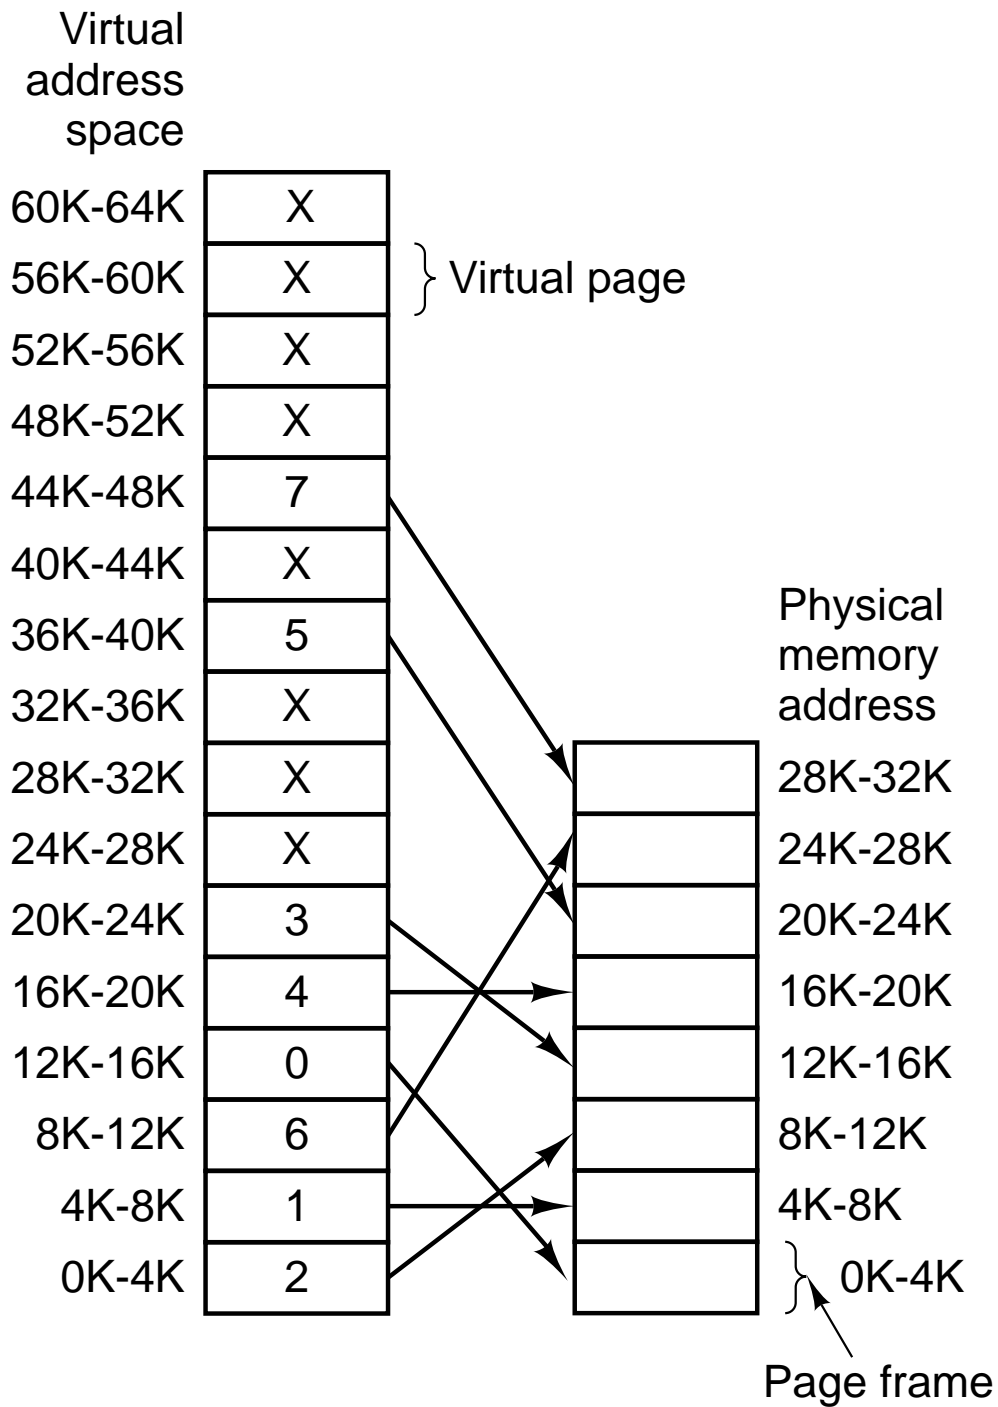 Virtual
address
space
60K-64K X
56K-60K X Virtual page
52K-56K X
48K-52K X
44K-48K 7
40K-44K X
36K-40K 5
32K-36K X
28K-32K X
24K-28K X
20K-24K 3
16K-20K 4
12K-16K 0
8K-12K 6
4K-8K 1
0K-4K 2
Physical
memory
address
28K-32K
24K-28K
20K-24K
16K-20K
12K-16K
8K-12K
4K-8K
0K-4K
Page frame